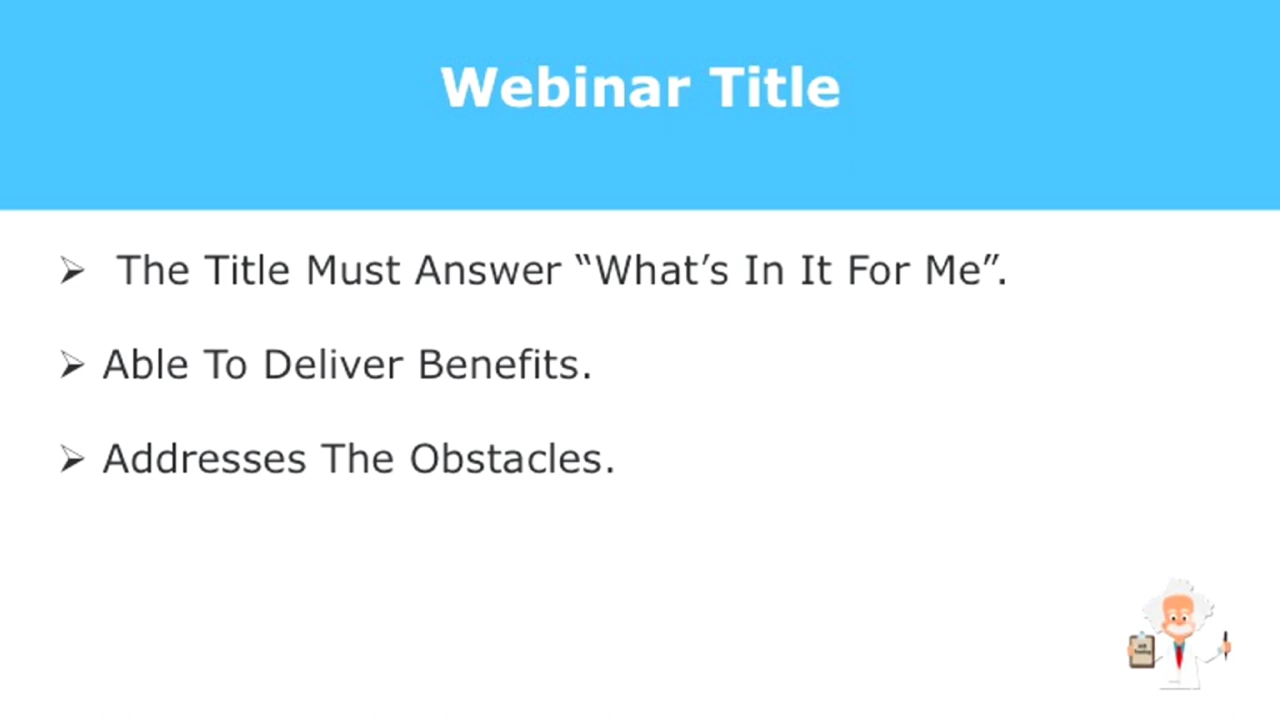 Webinar Title
➢ The Title Must Answer “What’s In It For Me”.
➢ Able To Deliver Benefits.
➢ Addresses The Obstacles.